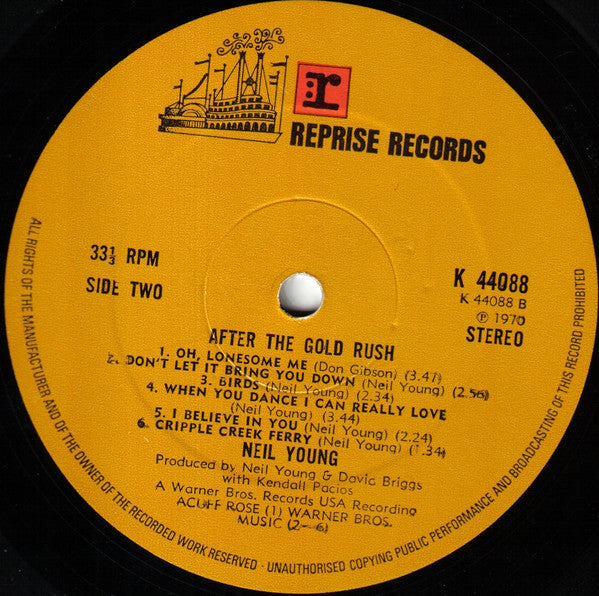 r
REPRISE RECORDS
33⅓ RPM
SIDE TWO
K 44088
K 44088 B
℗ 1970
STEREO
AFTER THE GOLD RUSH
1. OH, LONESOME ME (Don Gibson) (3.47)
2. DON'T LET IT BRING YOU DOWN (Neil Young) (2.56)
3. BIRDS (Neil Young) (2.34)
4. WHEN YOU DANCE I CAN REALLY LOVE
(Neil Young) (3.44)
5. I BELIEVE IN YOU (Neil Young) (2.24)
6. CRIPPLE CREEK FERRY (Neil Young) (1.34)
NEIL YOUNG
Produced by Neil Young & David Briggs
with Kendall Pacios
A Warner Bros. Records USA Recording
ACUFF ROSE (1) WARNER BROS.
MUSIC (2-6)
ALL RIGHTS OF THE MANUFACTURER AND OF THE OWNER OF THE RECORDED WORK RESERVED · UNAUTHORISED COPYING PUBLIC PERFORMANCE AND BROADCASTING OF THIS RECORD PROHIBITED